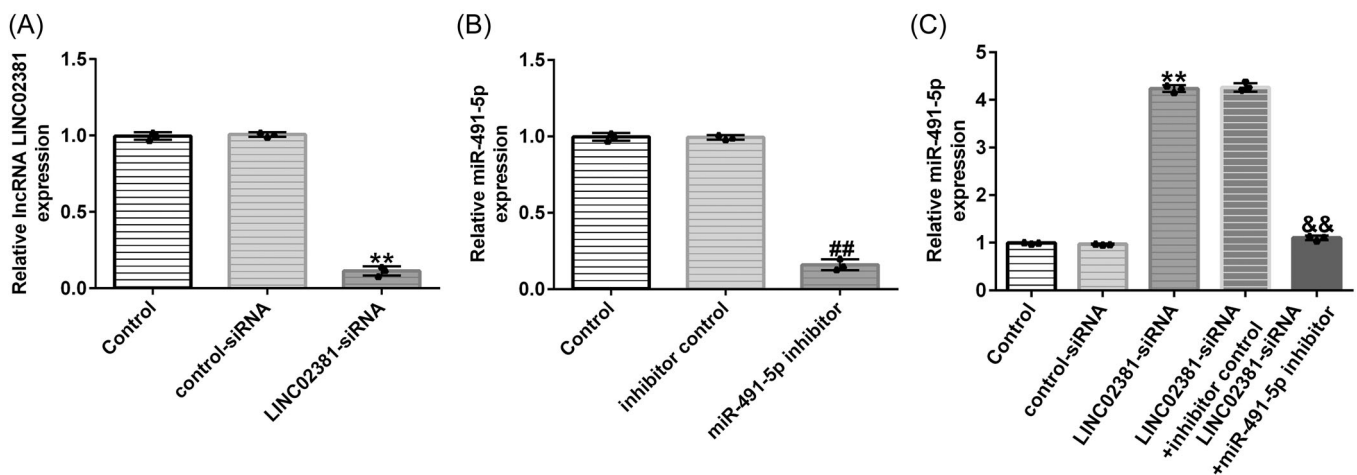 (A)
Relative lncRNA LINC02381
expression
1.5
1.0
0.5
0.0
**
Control
control-siRNA
LINC02381-siRNA
(B)
Relative miR-491-5p
expression
1.5
1.0
0.5
0.0
##
Control
inhibitor control
miR-491-5p inhibitor
(C)
Relative miR-491-5p
expression
5
4
3
2
1
0
**
&&
Control
control-siRNA
LINC02381-siRNA
LINC02381-siRNA
+inhibitor control
LINC02381-siRNA
+miR-491-5p inhibitor